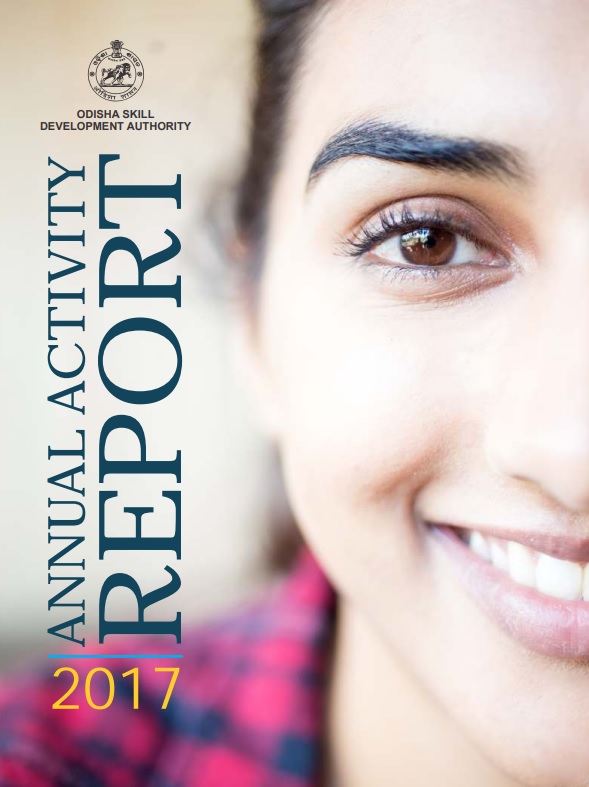 ODISHA SKILL
DEVELOPMENT AUTHORITY
ANNUAL ACTIVITY
REPORT
2017